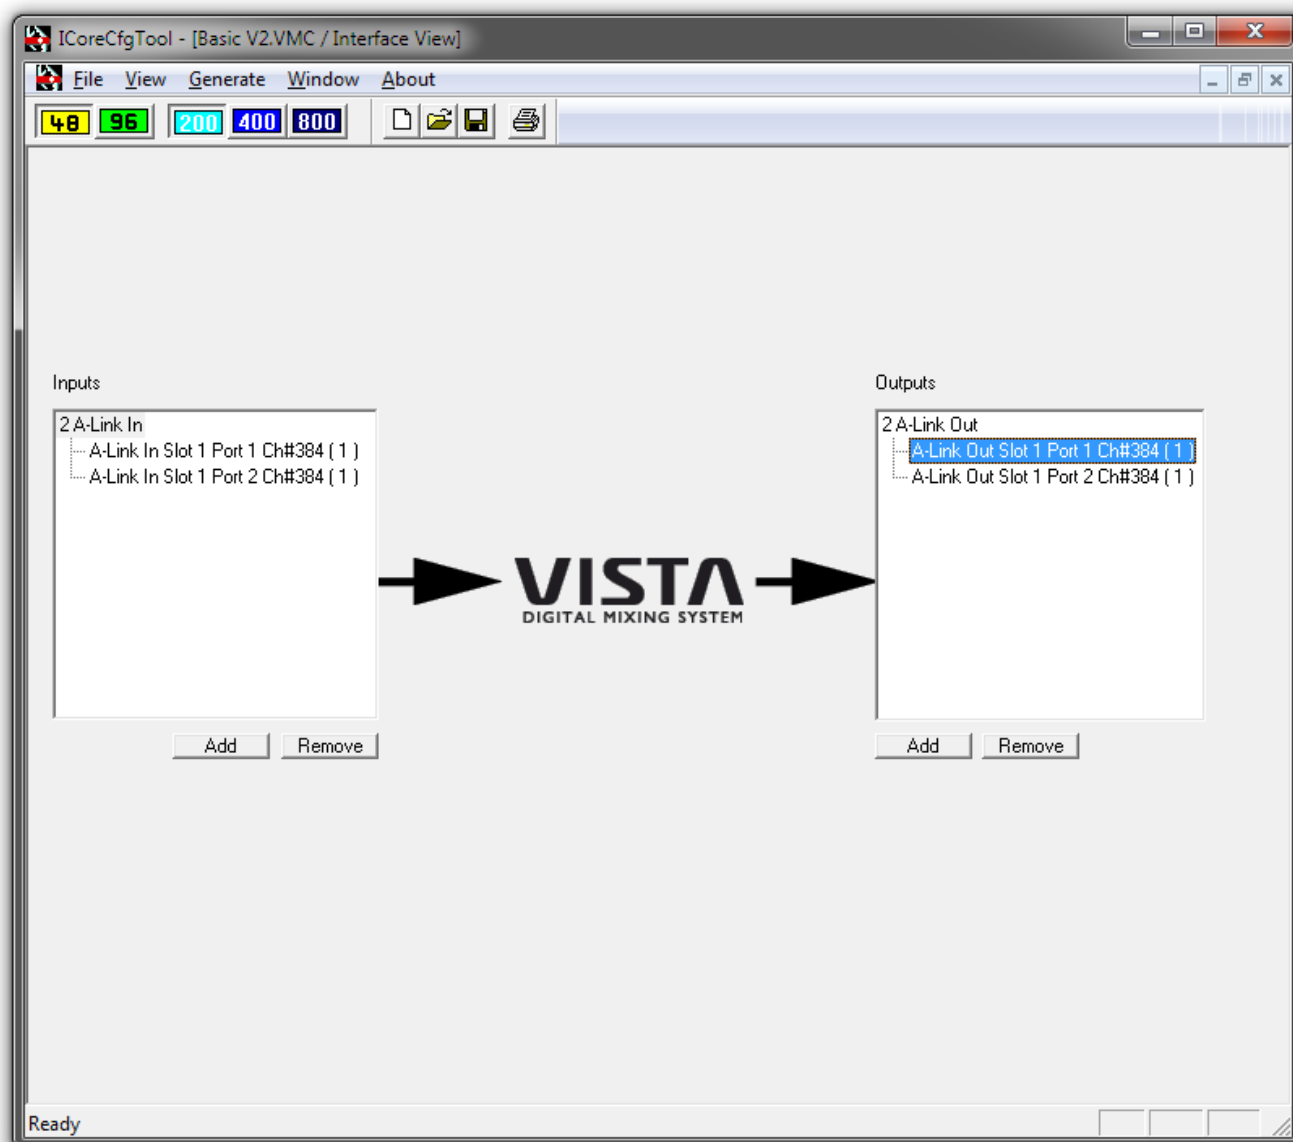 ICoreCfgTool - [Basic V2.VMC / Interface View]
File View Generate Window About
48 96 200 400 800
Inputs
2 A-Link In
A-Link In Slot 1 Port 1 Ch#384 ( 1 )
A-Link In Slot 1 Port 2 Ch#384 ( 1 )
Add Remove
VISTA
DIGITAL MIXING SYSTEM
Outputs
2 A-Link Out
A-Link Out Slot 1 Port 1 Ch#384 ( 1 )
A-Link Out Slot 1 Port 2 Ch#384 ( 1 )
Add Remove
Ready